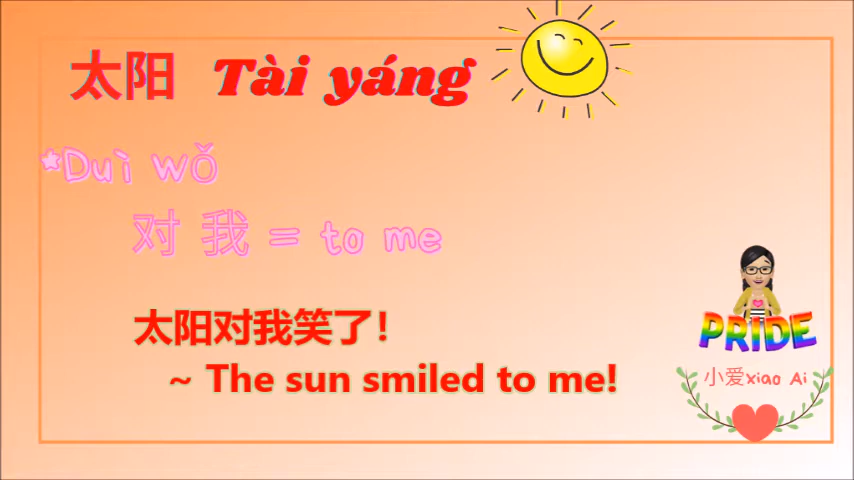 太阳 Tài yáng
*Duì wǒ
对 我 = to me
太阳对我笑了!
~ The sun smiled to me!
PRIDE
小爱xiao Ai